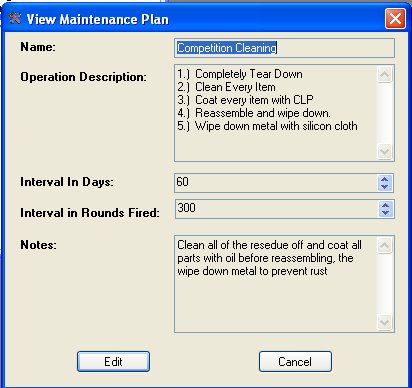 View Maintenance Plan
Name:
Competition Cleaning
Operation Description:
1.) Completely Tear Down
2.) Clean Every Item
3.) Coat every item with CLP
4.) Reassemble and wipe down.
5.) Wipe down metal with silicon cloth
Interval In Days:
60
Interval in Rounds Fired:
300
Notes:
Clean all of the resedue off and coat all
parts with oil before reassembling, the
wipe down metal to prevent rust
Edit
Cancel